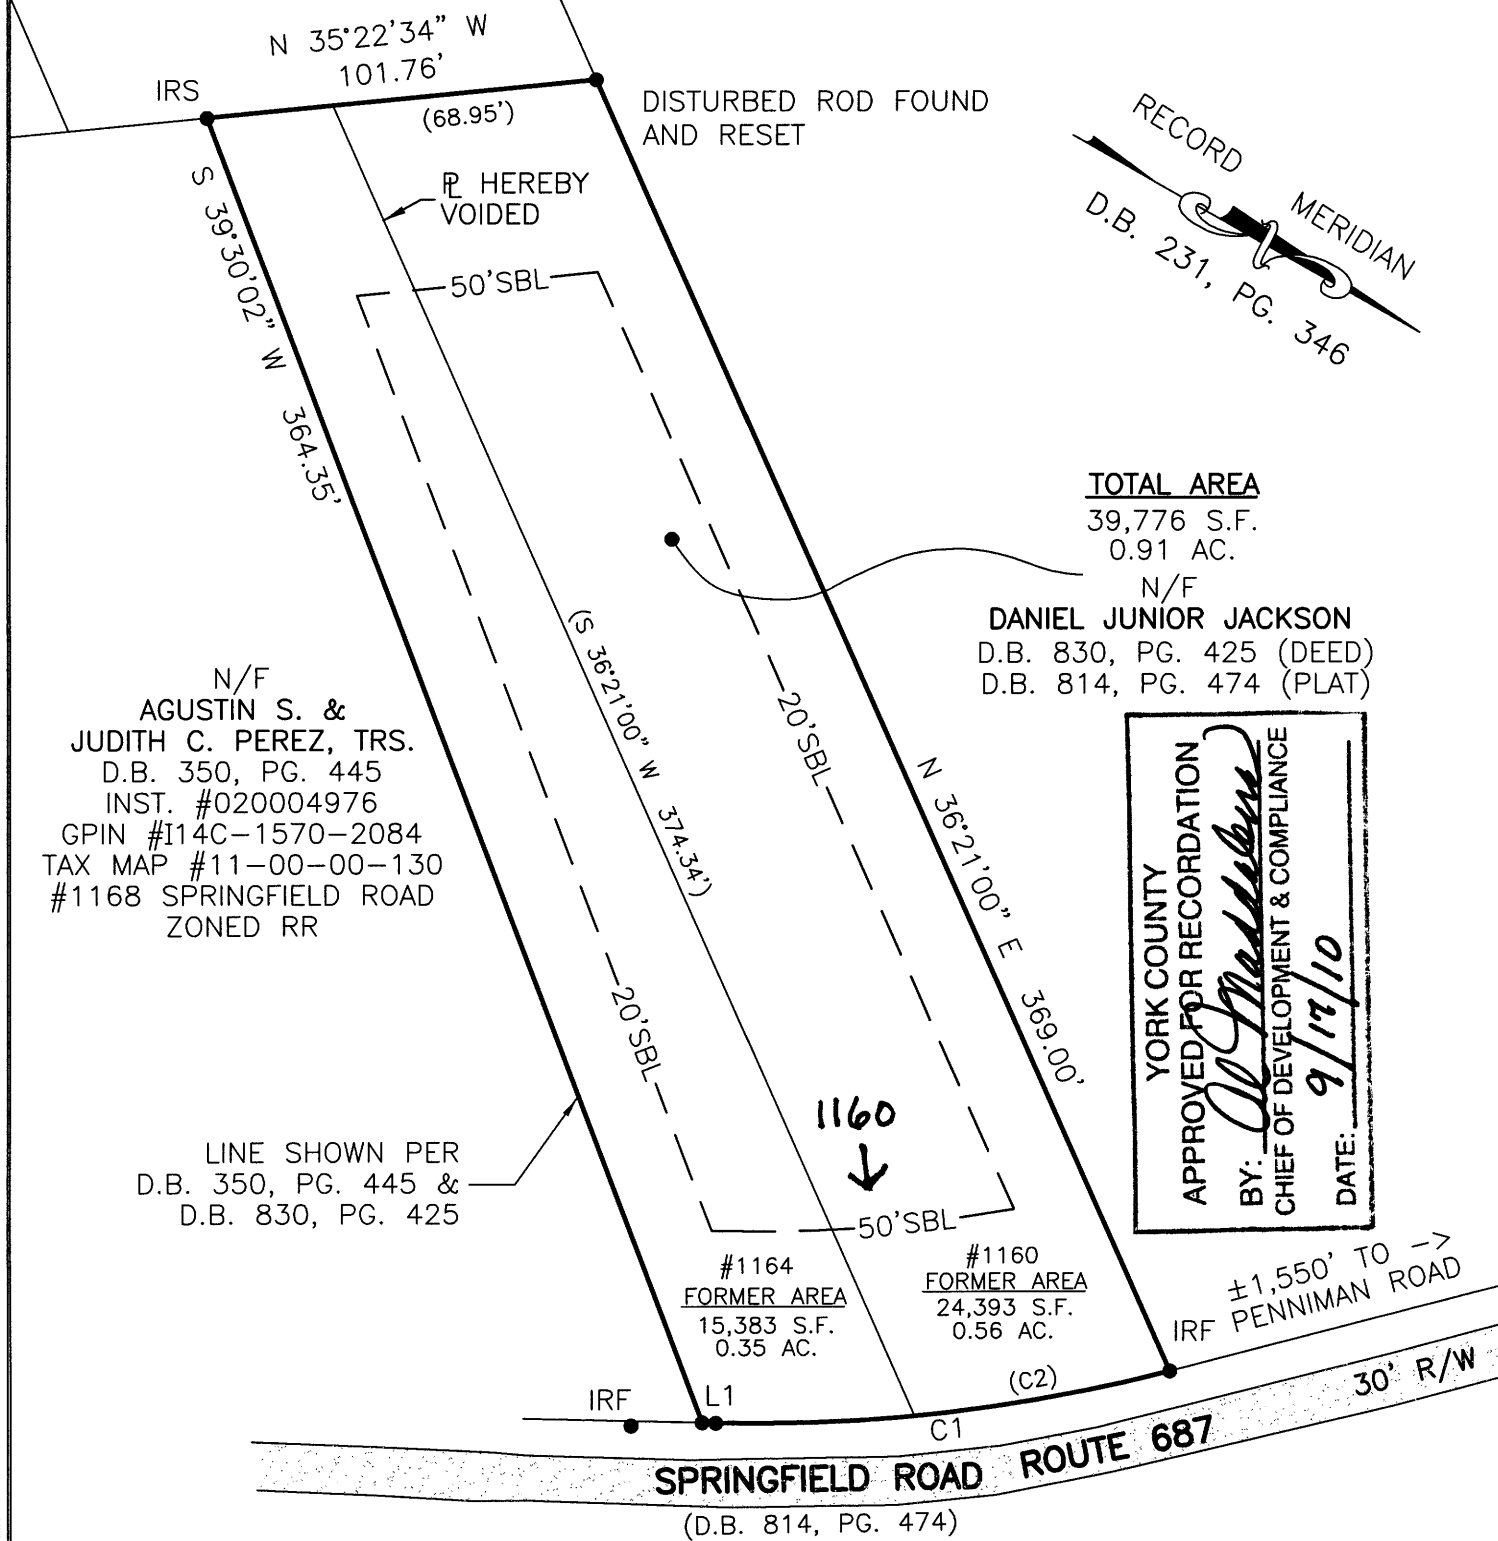 N 35°22'34" W
101.76'
IRS
(68.95')
DISTURBED ROD FOUND
AND RESET
RECORD
MERIDIAN
D.B. 231, PG. 346
S 39°30'02" W 364.35'
PL HEREBY
VOIDED
50'SBL
TOTAL AREA
39,776 S.F.
0.91 AC.
N/F
DANIEL JUNIOR JACKSON
D.B. 830, PG. 425 (DEED)
D.B. 814, PG. 474 (PLAT)
(S 36°21'00" W 374.34')
N/F
AGUSTIN S. &
JUDITH C. PEREZ, TRS.
D.B. 350, PG. 445
INST. #020004976
GPIN #I14C-1570-2084
TAX MAP #11-00-00-130
#1168 SPRINGFIELD ROAD
ZONED RR
20'SBL
N 36°21'00" E 369.00'
YORK COUNTY
APPROVED FOR RECORDATION
BY:
CHIEF OF DEVELOPMENT & COMPLIANCE
DATE: 9/17/10
20'SBL
1160
LINE SHOWN PER
D.B. 350, PG. 445 &
D.B. 830, PG. 425
50'SBL
#1164
FORMER AREA
15,383 S.F.
0.35 AC.
#1160
FORMER AREA
24,393 S.F.
0.56 AC.
±1,550' TO ->
PENNIMAN ROAD
IRF
(C2)
30' R/W
IRF
L1
C1
SPRINGFIELD ROAD ROUTE 687
(D.B. 814, PG. 474)